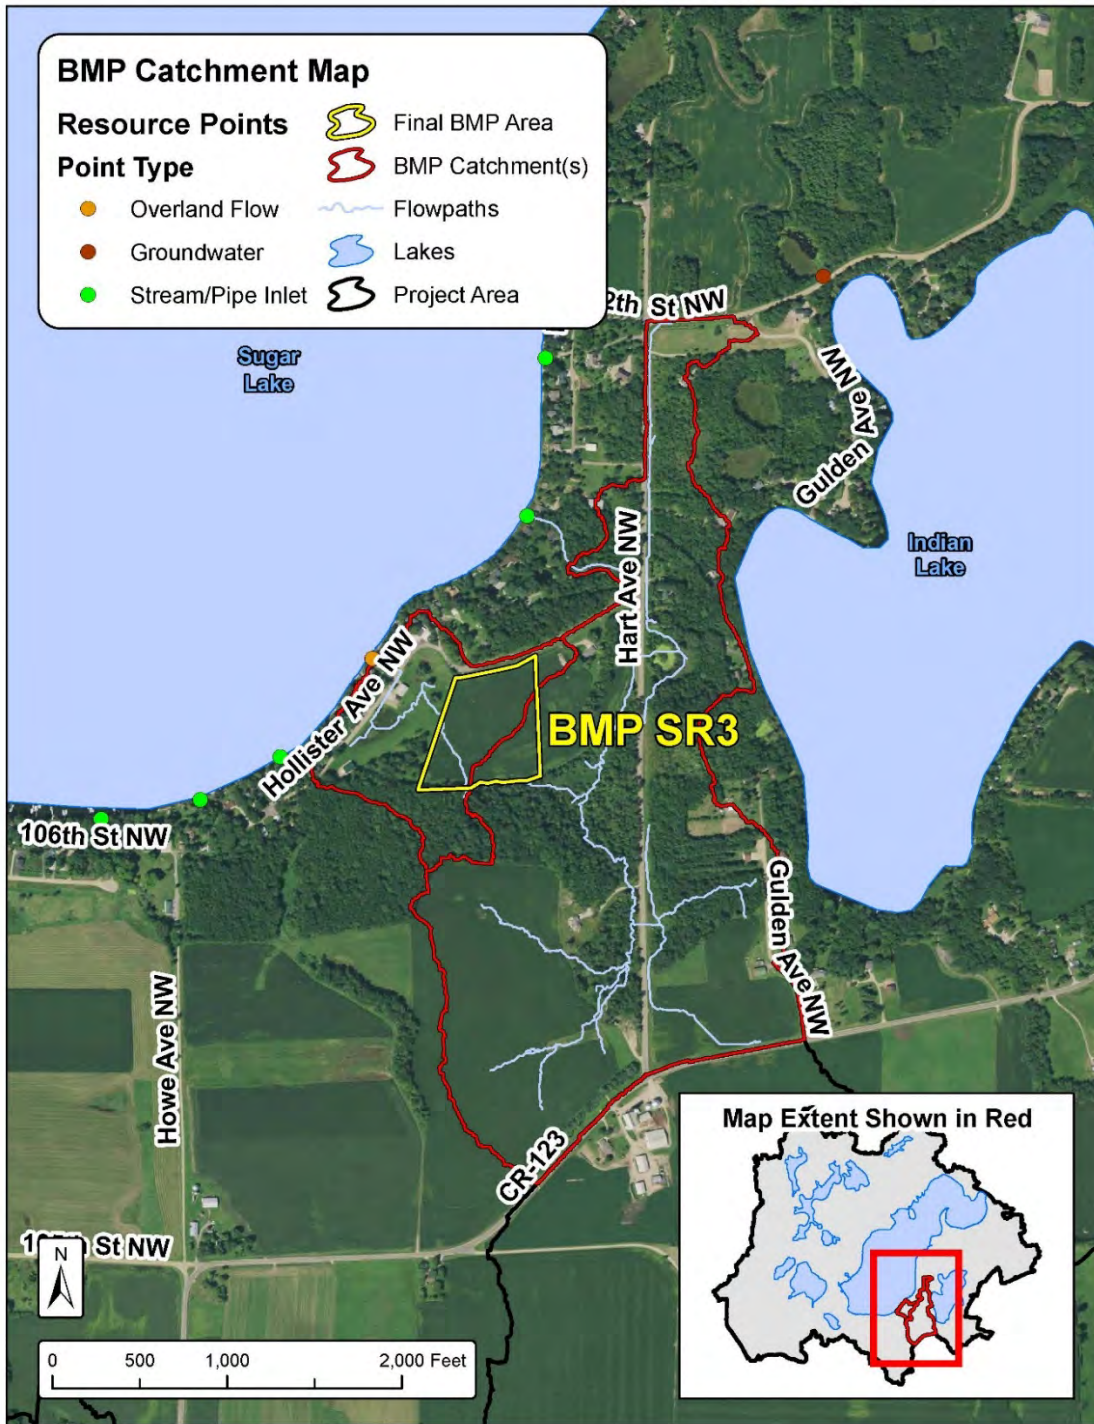 BMP Catchment Map
Resource Points
Point Type
Overland Flow
Groundwater
Stream/Pipe Inlet
Final BMP Area
BMP Catchment(s)
Flowpaths
Lakes
Project Area
2th St NW
Sugar
Lake
Gulden Ave NW
Indian
Lake
Hart Ave NW
Hollister Ave NW
BMP SR3
106th St NW
Gulden Ave NW
Howe Ave NW
CR-123
St NW
N
0 500 1,000 2,000 Feet
Map Extent Shown in Red